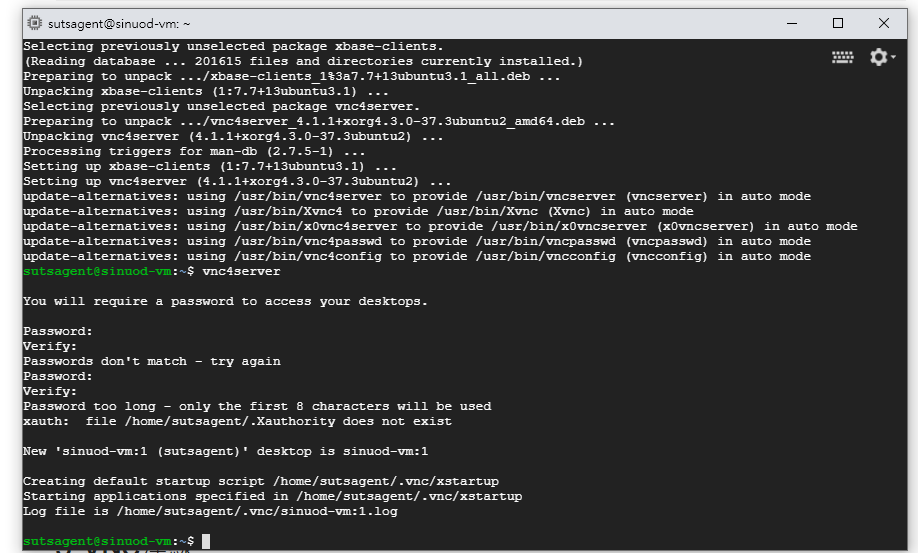 sutsagent@sinuod-vm: ~
Selecting previously unselected package xbase-clients.
(Reading database ... 201615 files and directories currently installed.)
Preparing to unpack .../xbase-clients_1%3a7.7+13ubuntu3.1_all.deb ...
Unpacking xbase-clients (1:7.7+13ubuntu3.1) ...
Selecting previously unselected package vnc4server.
Preparing to unpack .../vnc4server_4.1.1+xorg4.3.0-37.3ubuntu2_amd64.deb ...
Unpacking vnc4server (4.1.1+xorg4.3.0-37.3ubuntu2) ...
Processing triggers for man-db (2.7.5-1) ...
Setting up xbase-clients (1:7.7+13ubuntu3.1) ...
Setting up vnc4server (4.1.1+xorg4.3.0-37.3ubuntu2) ...
update-alternatives: using /usr/bin/vnc4server to provide /usr/bin/vncserver (vncserver) in auto mode
update-alternatives: using /usr/bin/Xvnc4 to provide /usr/bin/Xvnc (Xvnc) in auto mode
update-alternatives: using /usr/bin/x0vnc4server to provide /usr/bin/x0vncserver (x0vncserver) in auto mode
update-alternatives: using /usr/bin/vnc4passwd to provide /usr/bin/vncpasswd (vncpasswd) in auto mode
update-alternatives: using /usr/bin/vnc4config to provide /usr/bin/vncconfig (vncconfig) in auto mode
sutsagent@sinuod-vm:~$ vnc4server
You will require a password to access your desktops.
Password:
Verify:
Passwords don't match - try again
Password:
Verify:
Password too long - only the first 8 characters will be used
xauth:  file /home/sutsagent/.Xauthority does not exist
New 'sinuod-vm:1 (sutsagent)' desktop is sinuod-vm:1
Creating default startup script /home/sutsagent/.vnc/xstartup
Starting applications specified in /home/sutsagent/.vnc/xstartup
Log file is /home/sutsagent/.vnc/sinuod-vm:1.log
sutsagent@sinuod-vm:~$